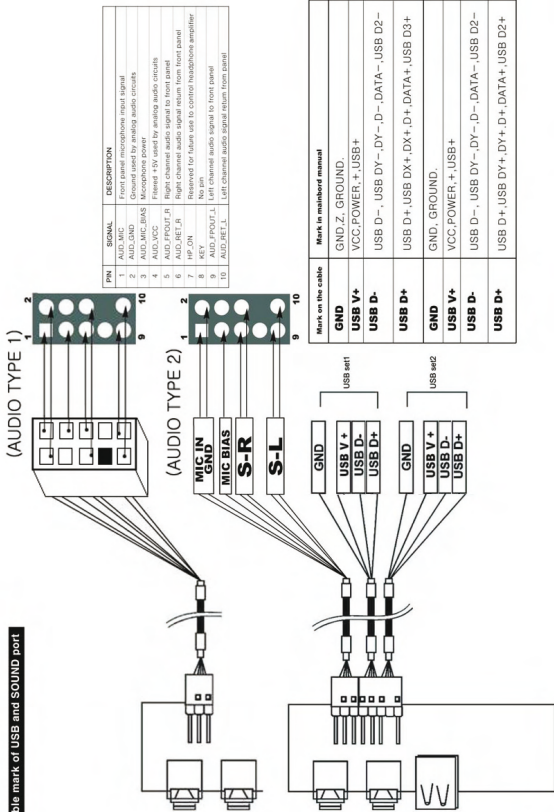 ble mark of USB and SOUND port
(AUDIO TYPE 1)
1
2
9
10
PIN SIGNAL DESCRIPTION
1 AUD_MIC Front panel microphone input signal
2 AUD_GND Ground used by analog audio circuits
3 AUD_MIC_BIAS Microphone power
4 AUD_VCC Filtered +5V used by analog audio circuits
5 AUD_FPOUT_R Right channel audio signal to front panel
6 AUD_RET_R Right channel audio signal return from front panel
7 HP_ON Reserved for future use to control headphone amplifier
8 KEY No pin
9 AUD_FPOUT_L Left channel audio signal to front panel
10 AUD_RET_L Left channel audio signal return from panel
(AUDIO TYPE 2)
1
2
9
10
MIC IN
GND
MIC BIAS
S-R
S-L
GND
USB V +
USB D-
USB D+
USB set1
GND
USB V +
USB D-
USB D+
USB set2
Mark on the cable Mark in mainbord manual
GND GND,Z, GROUND.
USB V+ VCC,POWER,+,USB+
USB D- USB D-, USB DY-,DY-,D-,DATA-,USB D2-
USB D+ USB D+,USB DX+,DX+,D+,DATA+,USB D3+
GND GND, GROUND.
USB V+ VCC,POWER,+,USB+
USB D- USB D-, USB DY-,DY-,D-,DATA-,USB D2-
USB D+ USB D+,USB DY+,DY+,D+,DATA+,USB D2+